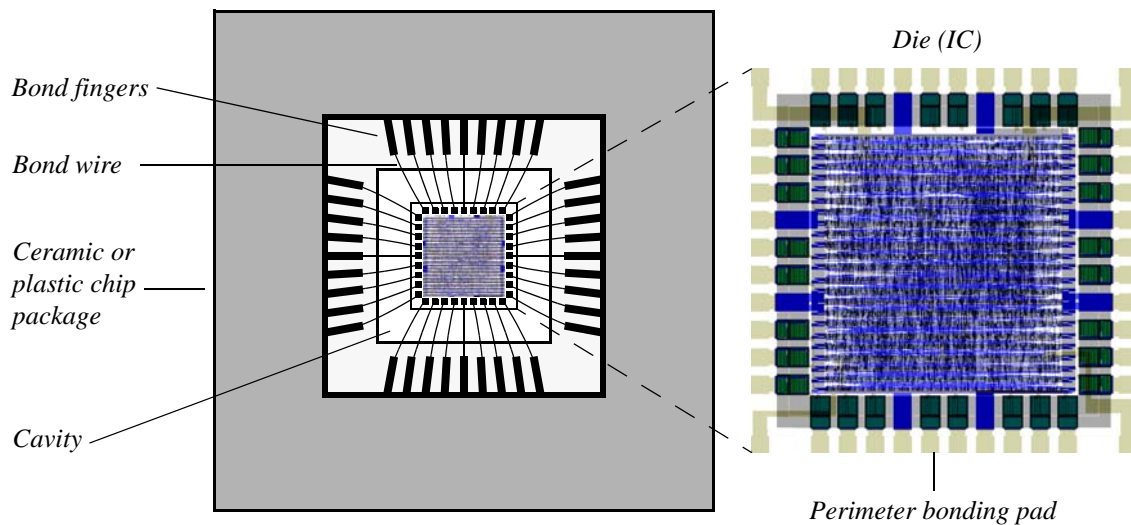 Die (IC)
Bond fingers
Bond wire
Ceramic or
plastic chip
package
Cavity
Perimeter bonding pad